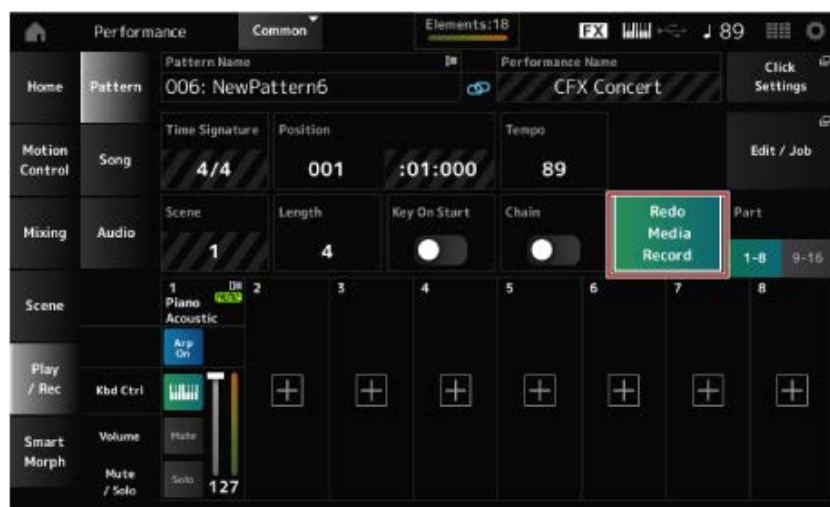 Performance
Common
Elements:18
FX
♩ 89
Home
Pattern
Pattern Name
006: NewPattern6
Performance Name
CFX Concert
Click
Settings
Motion
Control
Song
Time Signature
4/4
Position
001
:01:000
Tempo
89
Edit / Job
Mixing
Audio
Scene
1
Length
4
Key On Start
Chain
Redo
Media
Record
Part
1-8
9-16
Scene
1
Piano
Acoustic
2
3
4
5
6
7
8
Arp
On
Play
/ Rec
Kbd Ctrl
Smart
Morph
Volume
Mute
Mute
/ Solo
Solo
127